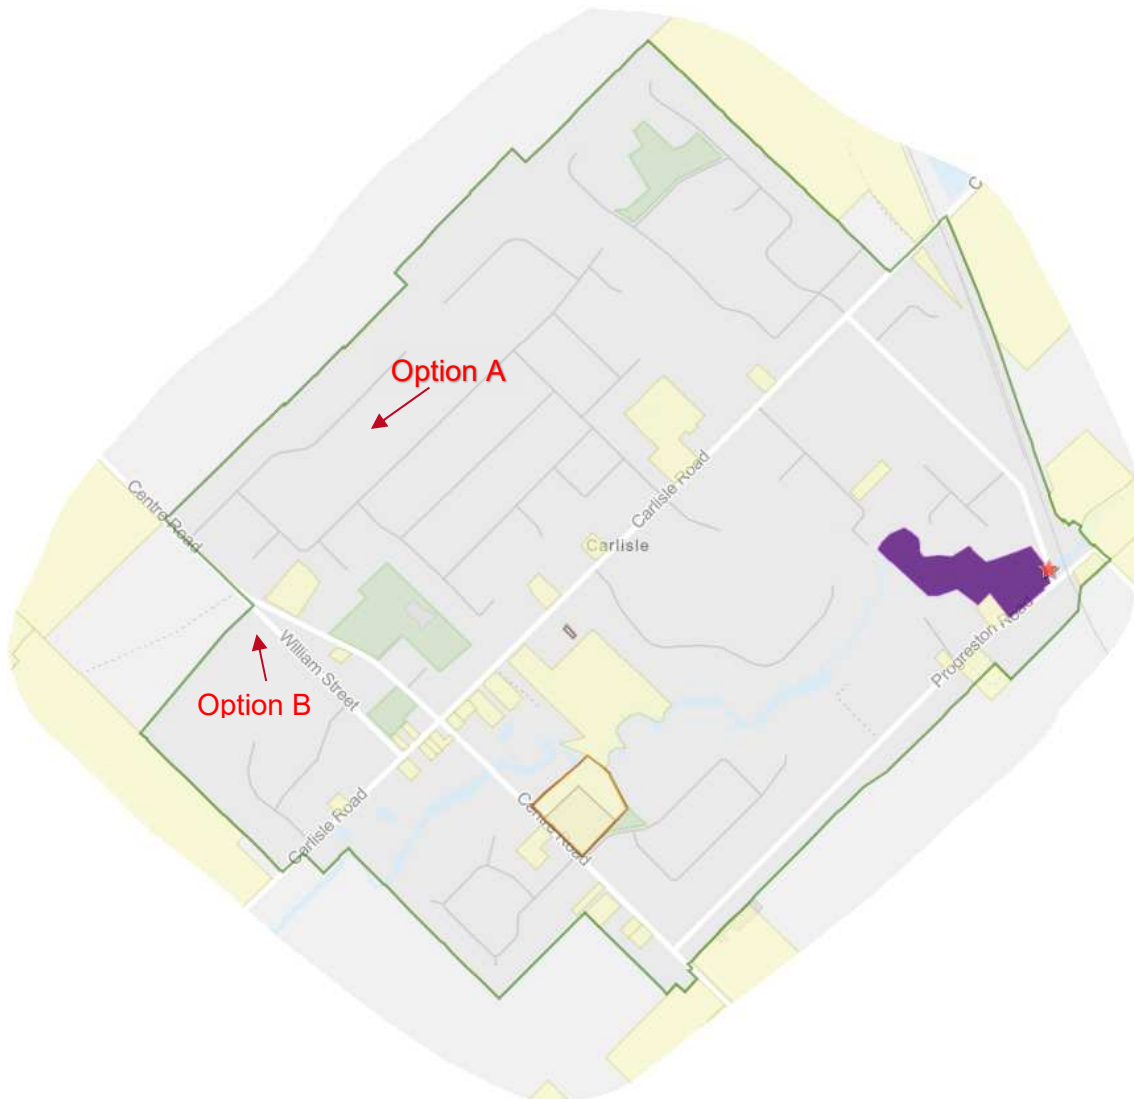 C
Option A
Carlisle Road
Centre Road
Carlisle
William Street
Progreston Road
Option B
Carlisle Road
Centre Road